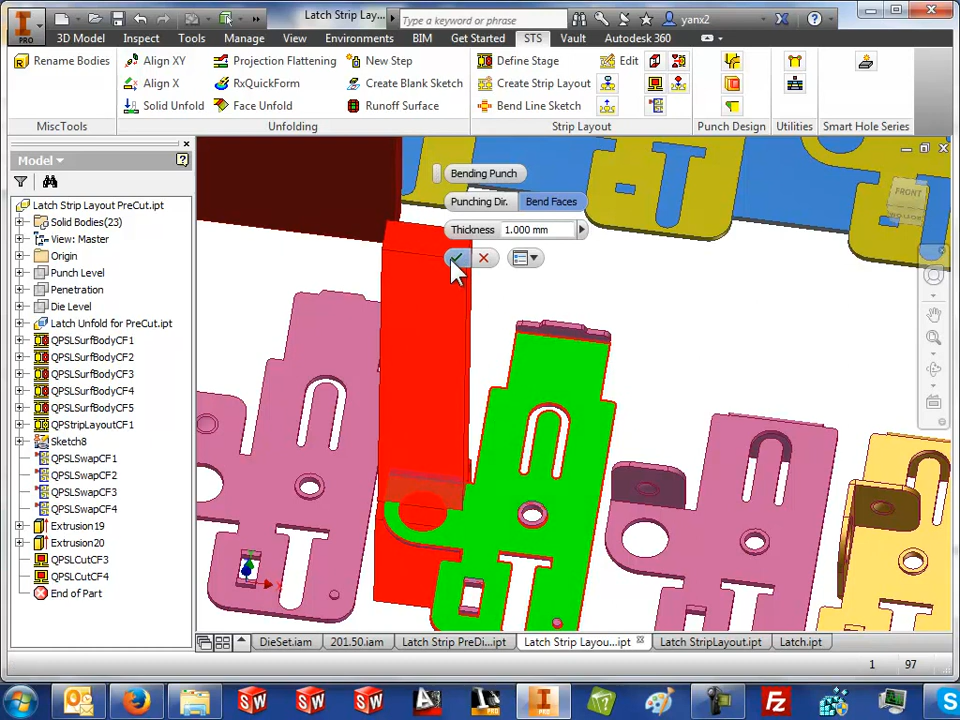 Latch Strip Lay...
Type a keyword or phrase
yanx2
PRO
3D Model
Inspect
Tools
Manage
View
Environments
BIM
Get Started
STS
Vault
Autodesk 360
Rename Bodies
Align XY
Projection Flattening
New Step
Define Stage
Edit
Align X
RxQuickForm
Create Blank Sketch
Create Strip Layout
Solid Unfold
Face Unfold
Runoff Surface
Bend Line Sketch
MiscTools
Unfolding
Strip Layout
Punch Design
Utilities
Smart Hole Series
Model
Latch Strip Layout PreCut.ipt
Solid Bodies(23)
View: Master
Origin
Punch Level
Penetration
Die Level
Latch Unfold for PreCut.ipt
QPSLSurfBodyCF1
QPSLSurfBodyCF2
QPSLSurfBodyCF3
QPSLSurfBodyCF4
QPSLSurfBodyCF5
QPStripLayoutCF1
Sketch8
QPSLSwapCF1
QPSLSwapCF2
QPSLSwapCF3
QPSLSwapCF4
Extrusion19
Extrusion20
QPSLCutCF3
QPSLCutCF4
End of Part
Bending Punch
Punching Dir.
Bend Faces
Thickness
1.000 mm
FRONT
DieSet.iam
201.50.iam
Latch Strip PreDi...ipt
Latch Strip Layou...ipt
Latch StripLayout.ipt
Latch.ipt
1
97